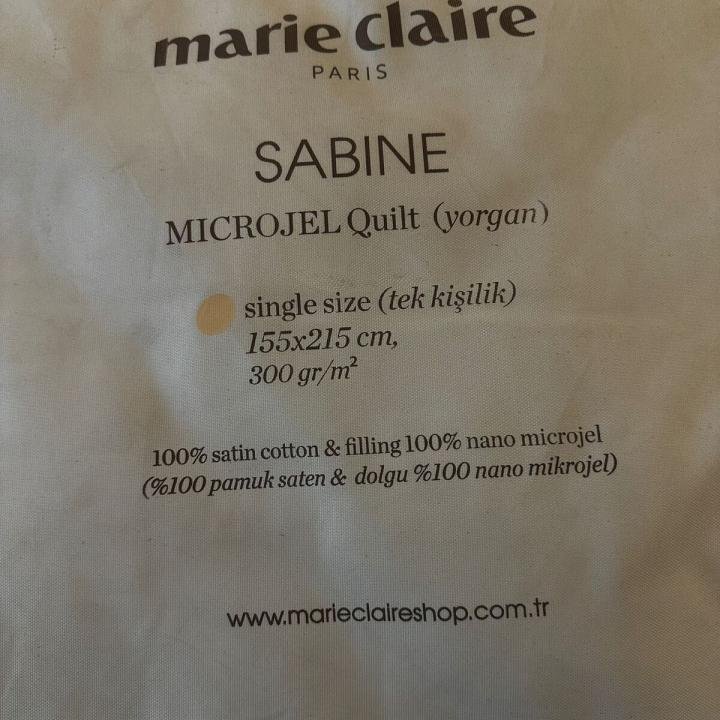 marie claire
PARIS
SABINE
MICROJEL Quilt (yorgan)
single size (tek kişilik)
155x215 cm,
300 gr/m²
100% satin cotton & filling 100% nano microjel
(%100 pamuk saten & dolgu %100 nano mikrojel)
www.marieclaireshop.com.tr